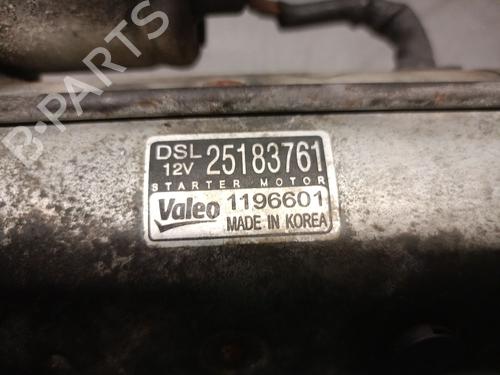 B-PARTS
DSL
12V 25183761
STARTER MOTOR
Valeo 1196601
MADE IN KOREA